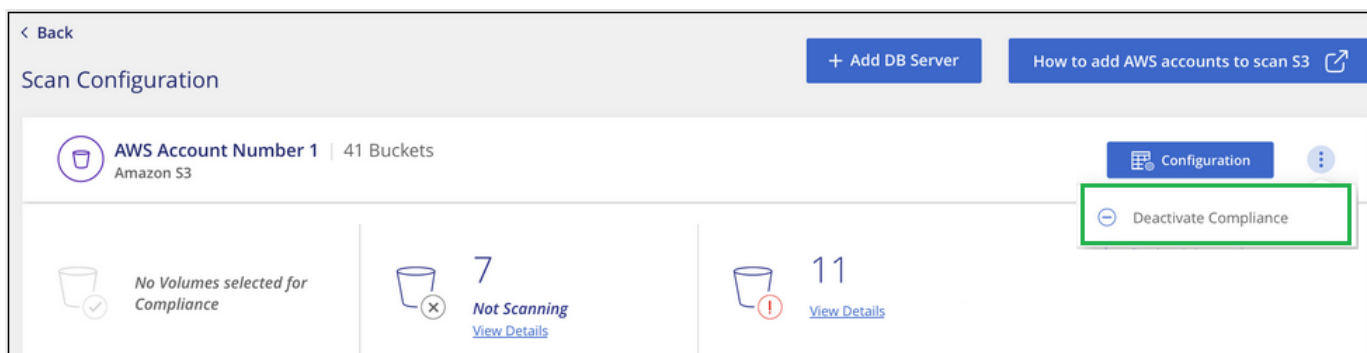 < Back
Scan Configuration
+ Add DB Server
How to add AWS accounts to scan S3
AWS Account Number 1 | 41 Buckets
Amazon S3
Configuration
Deactivate Compliance
No Volumes selected for
Compliance
7
Not Scanning
View Details
11
View Details